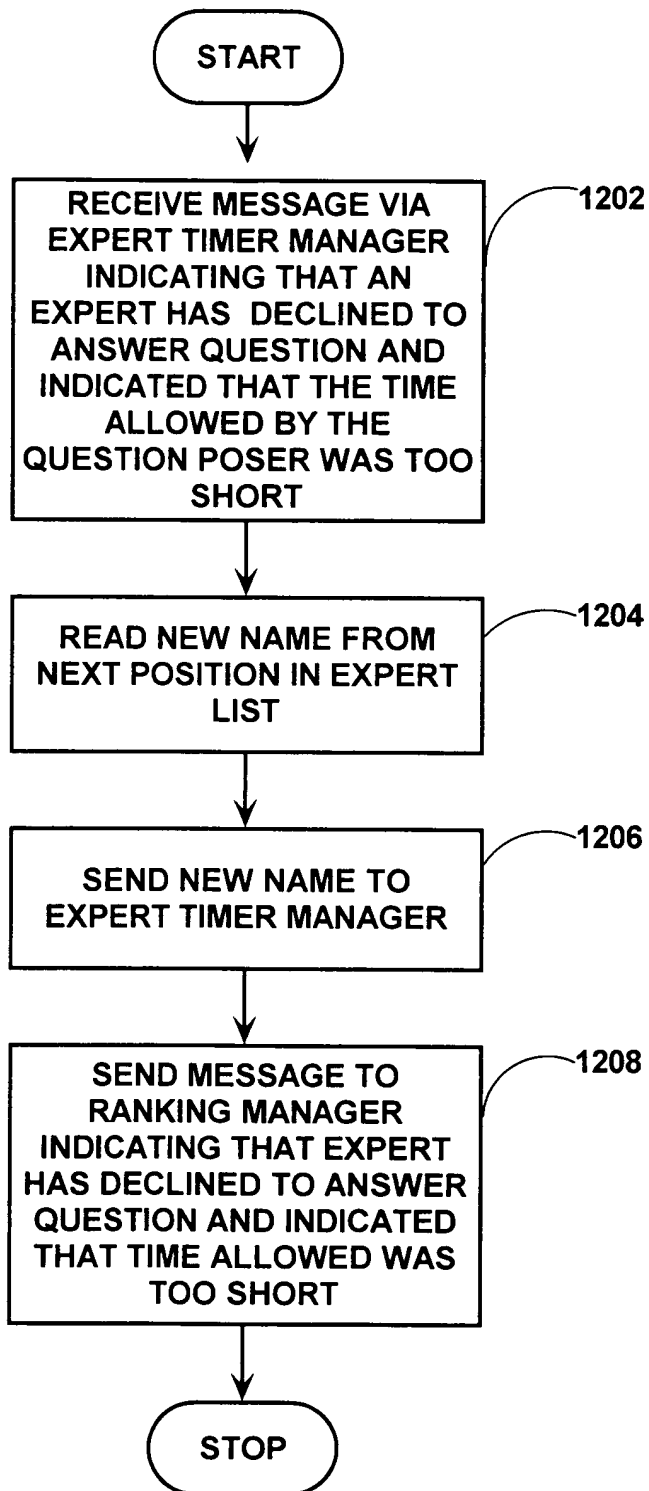 START
RECEIVE MESSAGE VIA
EXPERT TIMER MANAGER
INDICATING THAT AN
EXPERT HAS DECLINED TO
ANSWER QUESTION AND
INDICATED THAT THE TIME
ALLOWED BY THE
QUESTION POSER WAS TOO
SHORT
1202
READ NEW NAME FROM
NEXT POSITION IN EXPERT
LIST
1204
SEND NEW NAME TO
EXPERT TIMER MANAGER
1206
SEND MESSAGE TO
RANKING MANAGER
INDICATING THAT EXPERT
HAS DECLINED TO ANSWER
QUESTION AND INDICATED
THAT TIME ALLOWED WAS
TOO SHORT
1208
STOP